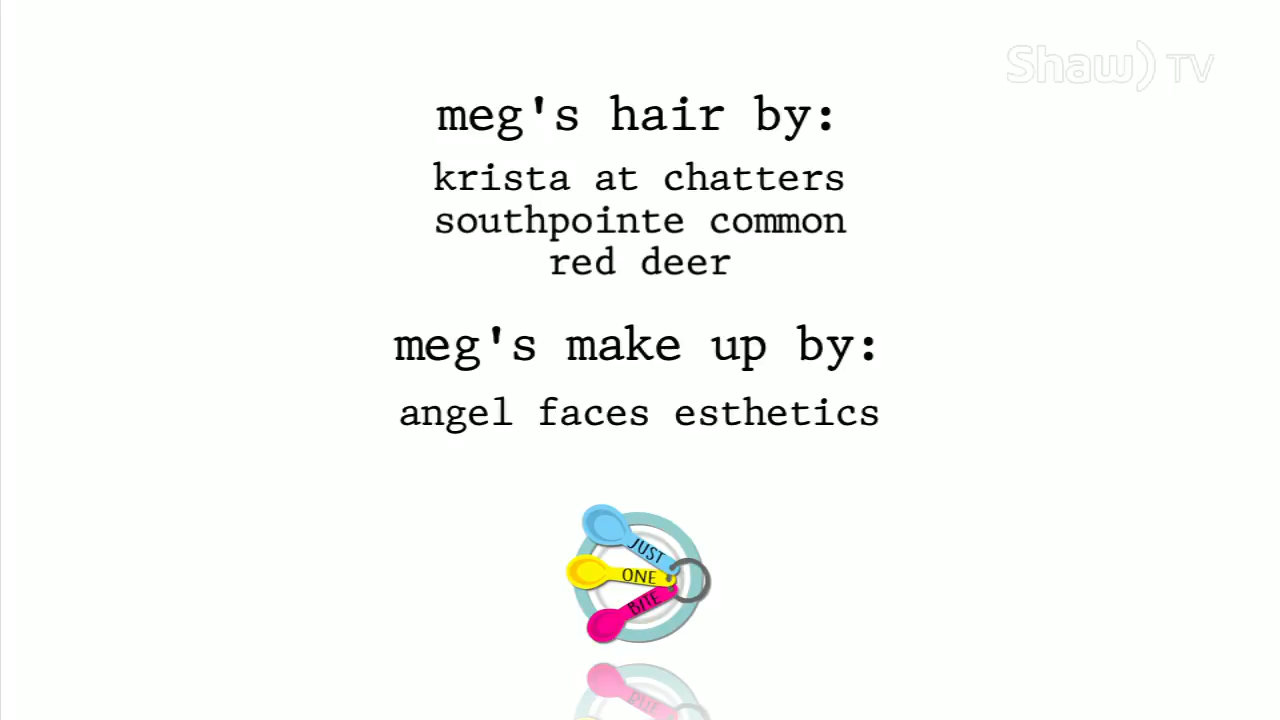 Shaw) TV
meg's hair by:
krista at chatters
southpointe common
red deer
meg's make up by:
angel faces esthetics
JUST
ONE
BITE